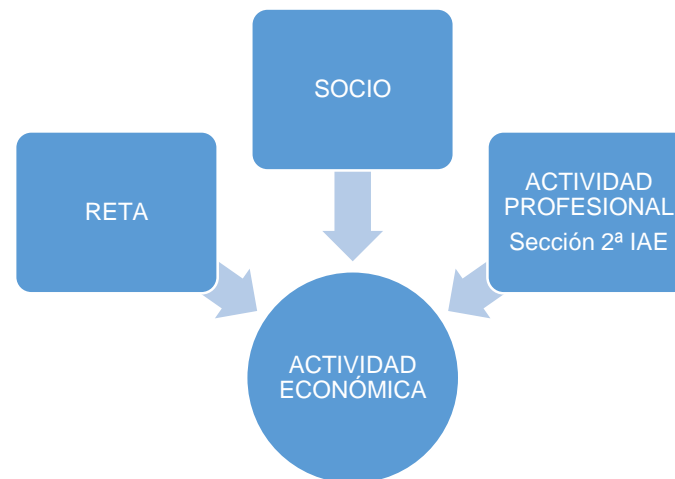 SOCIO
RETA
ACTIVIDAD
PROFESIONAL
Sección 2ª IAE
ACTIVIDAD
ECONÓMICA